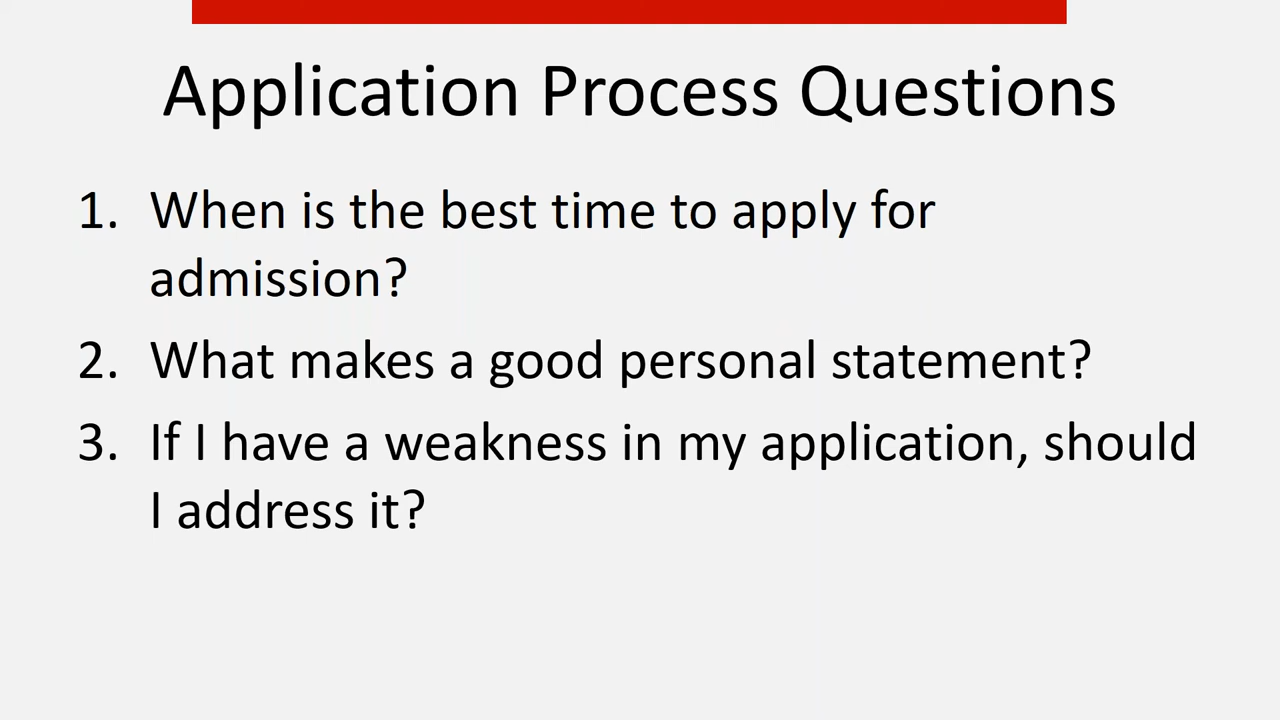 Application Process Questions
1. When is the best time to apply for
admission?
2. What makes a good personal statement?
3. If I have a weakness in my application, should
I address it?